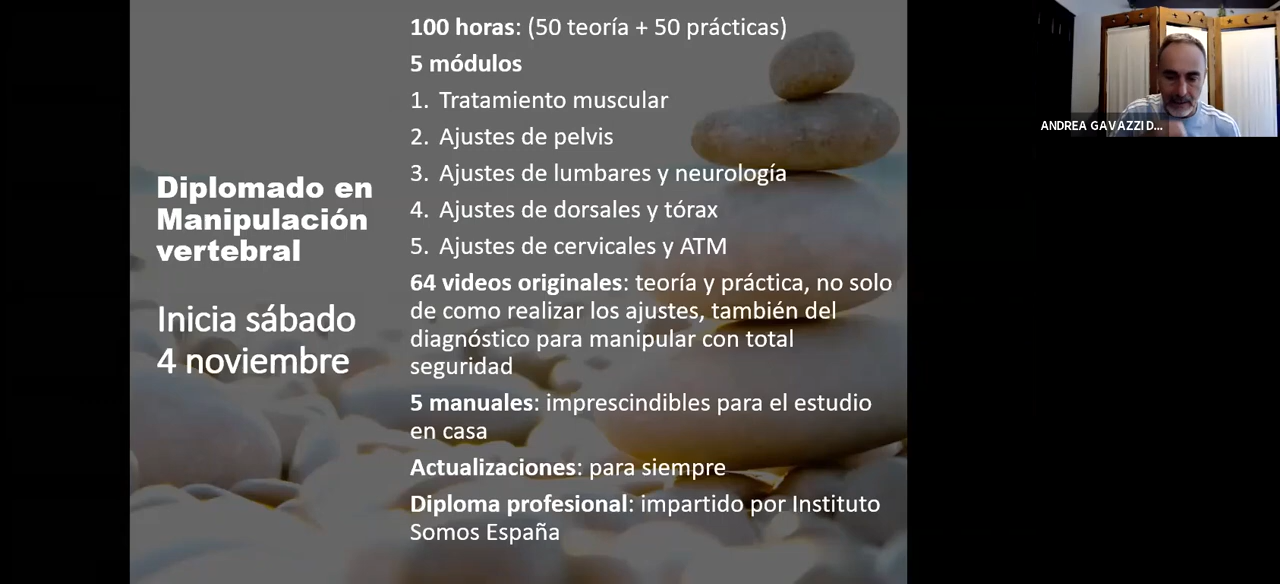 Diplomado en
Manipulación
vertebral
Inicia sábado
4 noviembre
100 horas: (50 teoría + 50 prácticas)
5 módulos
1. Tratamiento muscular
2. Ajustes de pelvis
3. Ajustes de lumbares y neurología
4. Ajustes de dorsales y tórax
5. Ajustes de cervicales y ATM
64 videos originales: teoría y práctica, no solo
de como realizar los ajustes, también del
diagnóstico para manipular con total
seguridad
5 manuales: imprescindibles para el estudio
en casa
Actualizaciones: para siempre
Diploma profesional: impartido por Instituto
Somos España
ANDREA GAVAZZI D...